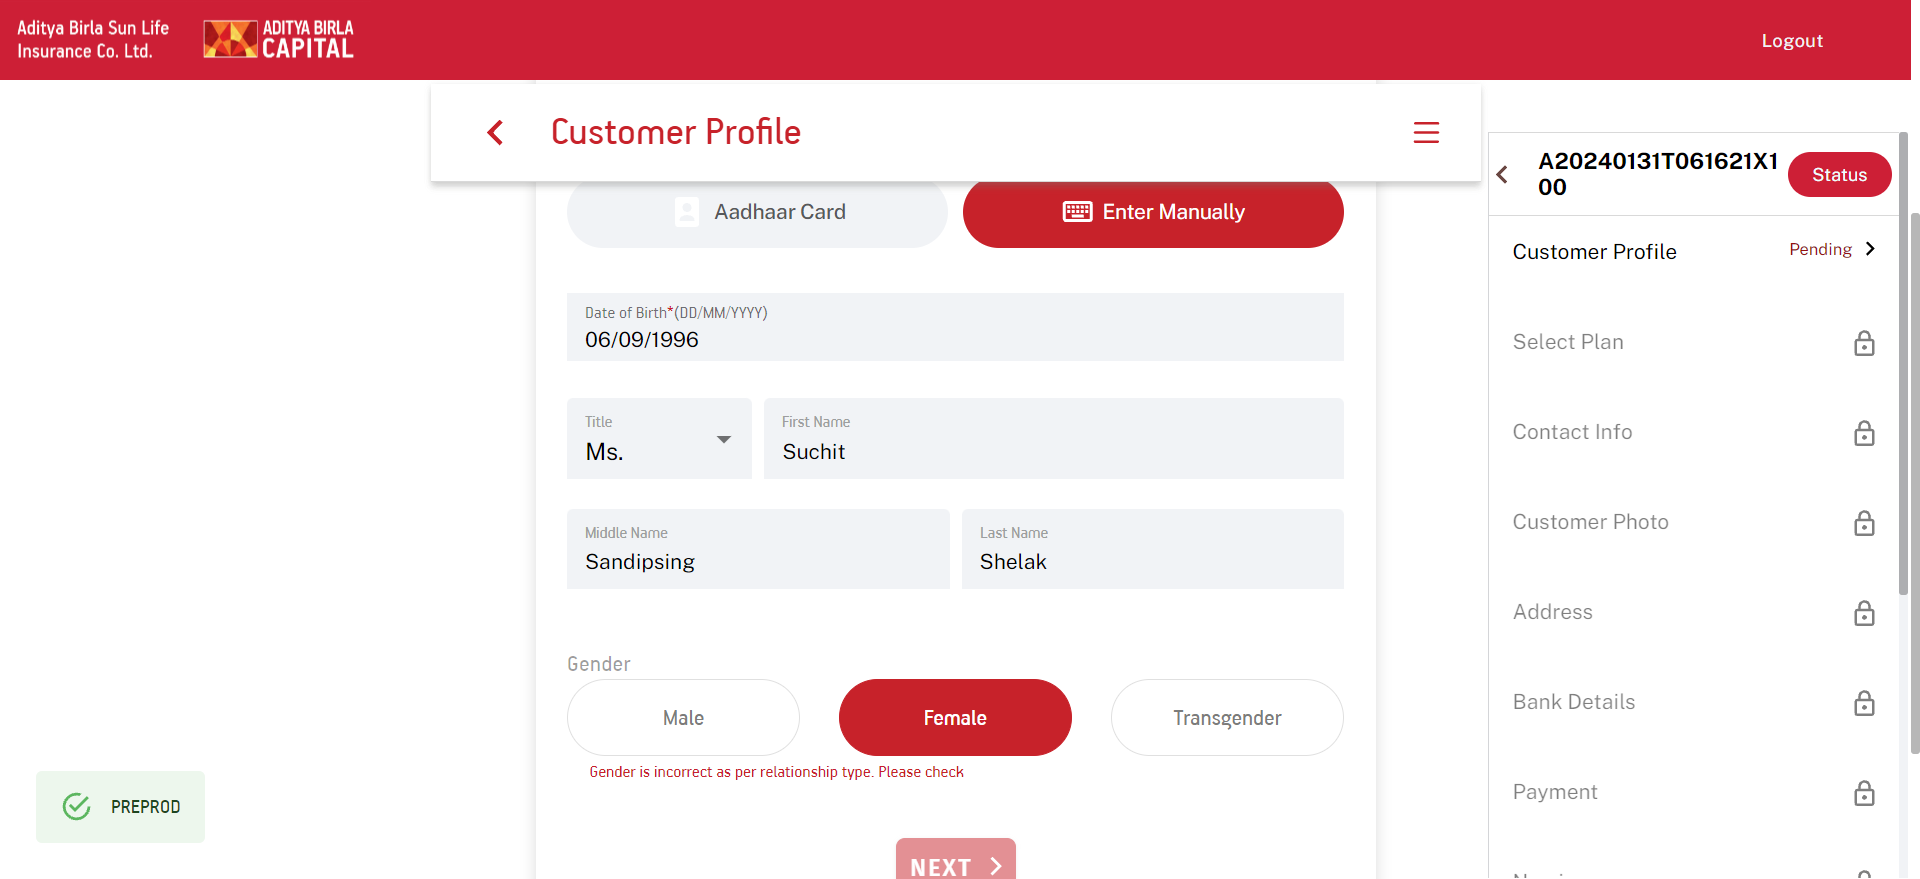 Aditya Birla Sun Life
Insurance Co. Ltd.
ADITYA BIRLA
CAPITAL
Logout
Customer Profile
Aadhaar Card
Enter Manually
Date of Birth*(DD/MM/YYYY)
06/09/1996
Title
Ms.
First Name
Suchit
Middle Name
Sandipsing
Last Name
Shelak
Gender
Male
Female
Transgender
Gender is incorrect as per relationship type. Please check
NEXT
PREPROD
A20240131T061621X1
00
Status
Customer Profile
Pending
Select Plan
Contact Info
Customer Photo
Address
Bank Details
Payment